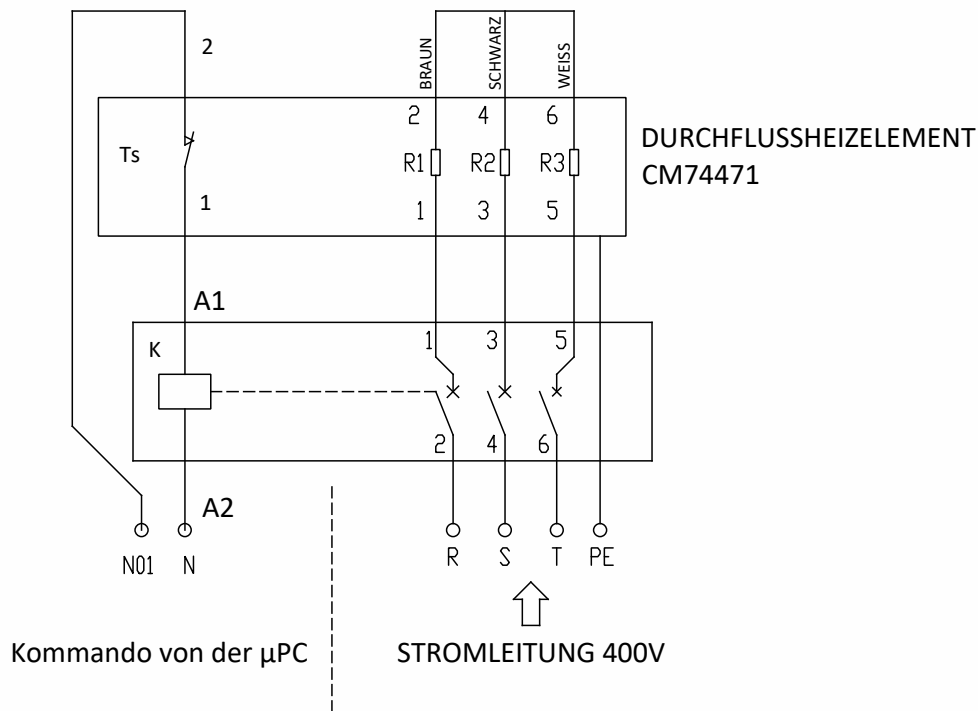 2
BRAUN
SCHWARZ
WEISS
2 4 6
Ts
R1 R2 R3
DURCHFLUSSHEIZELEMENT
CM74471
1
1 3 5
A1
K
1 3 5
2 4 6
A2
N01 N
R S T PE
Kommando von der µPC
STROMLEITUNG 400V